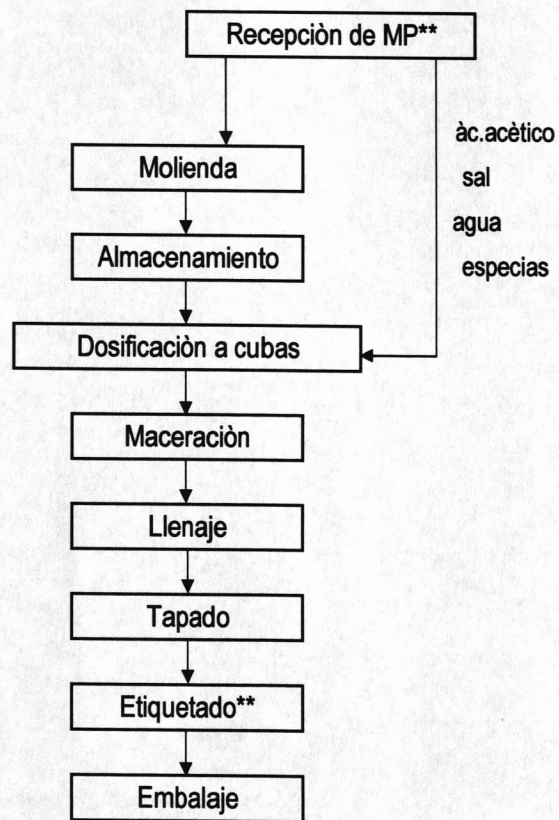 Recepciòn de MP**
àc.acètico
sal
agua
especias
Molienda
Almacenamiento
Dosificaciòn a cubas
Maceraciòn
Llenaje
Tapado
Etiquetado**
Embalaje